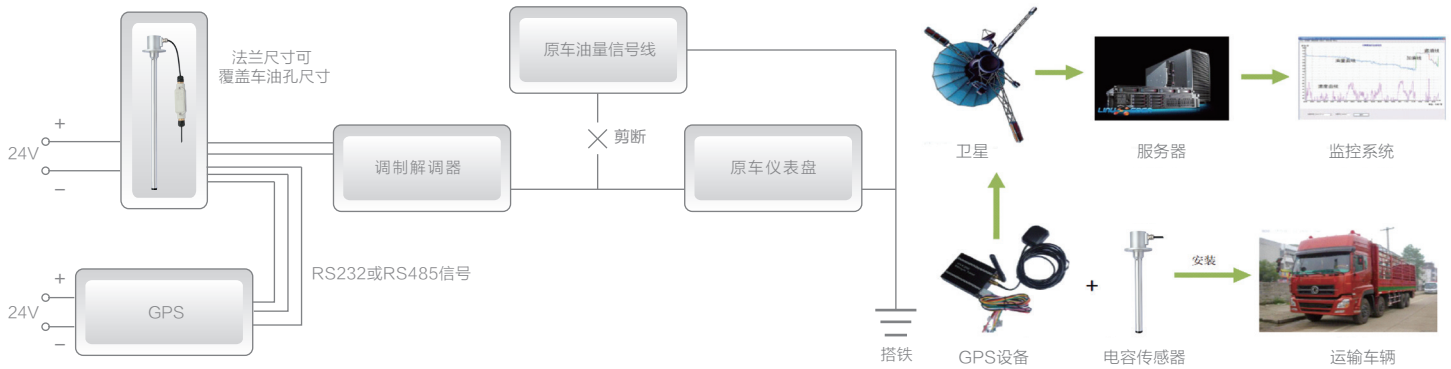 法兰尺寸可
覆盖车油孔尺寸
原车油量信号线
+
24V
−
剪断
调制解调器
原车仪表盘
RS232或RS485信号
+
24V
−
GPS
搭铁
卫星
服务器
监控系统
+
安装
GPS设备
电容传感器
运输车辆